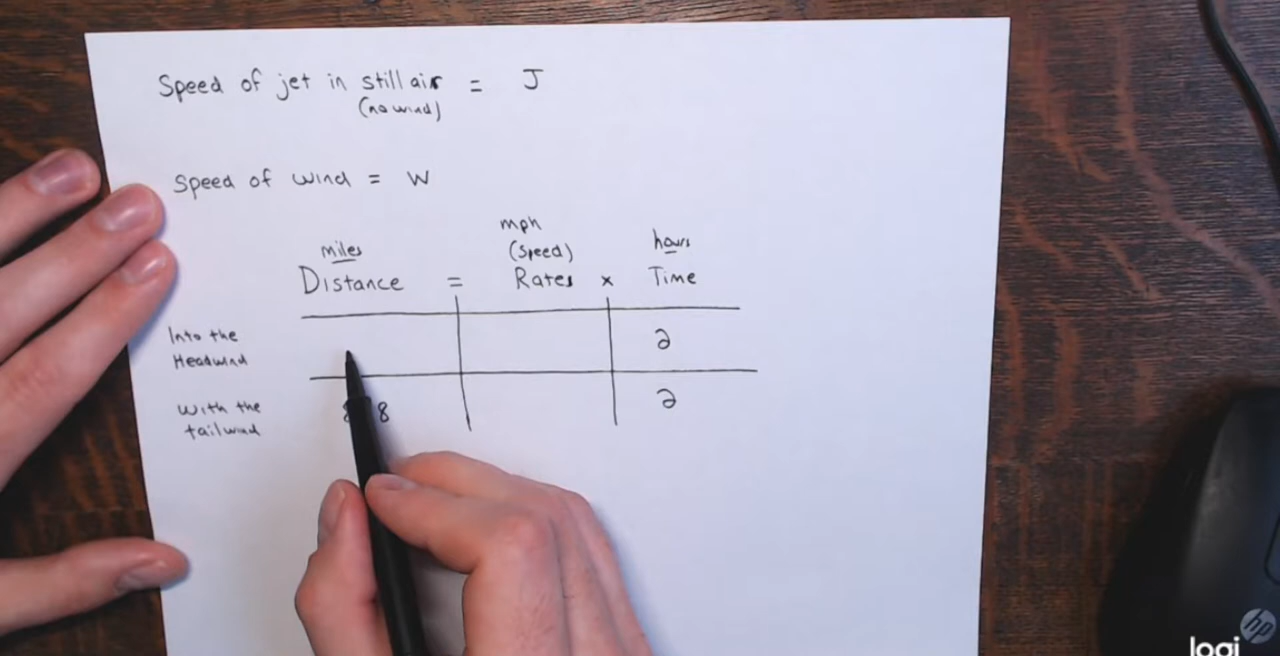 Speed of jet in still air = J
(no wind)
Speed of wind = W
miles
mph
(speed)
hours
Distance = Rates x Time
Into the
Headwind
2
With the
tailwind
2
hp
logi